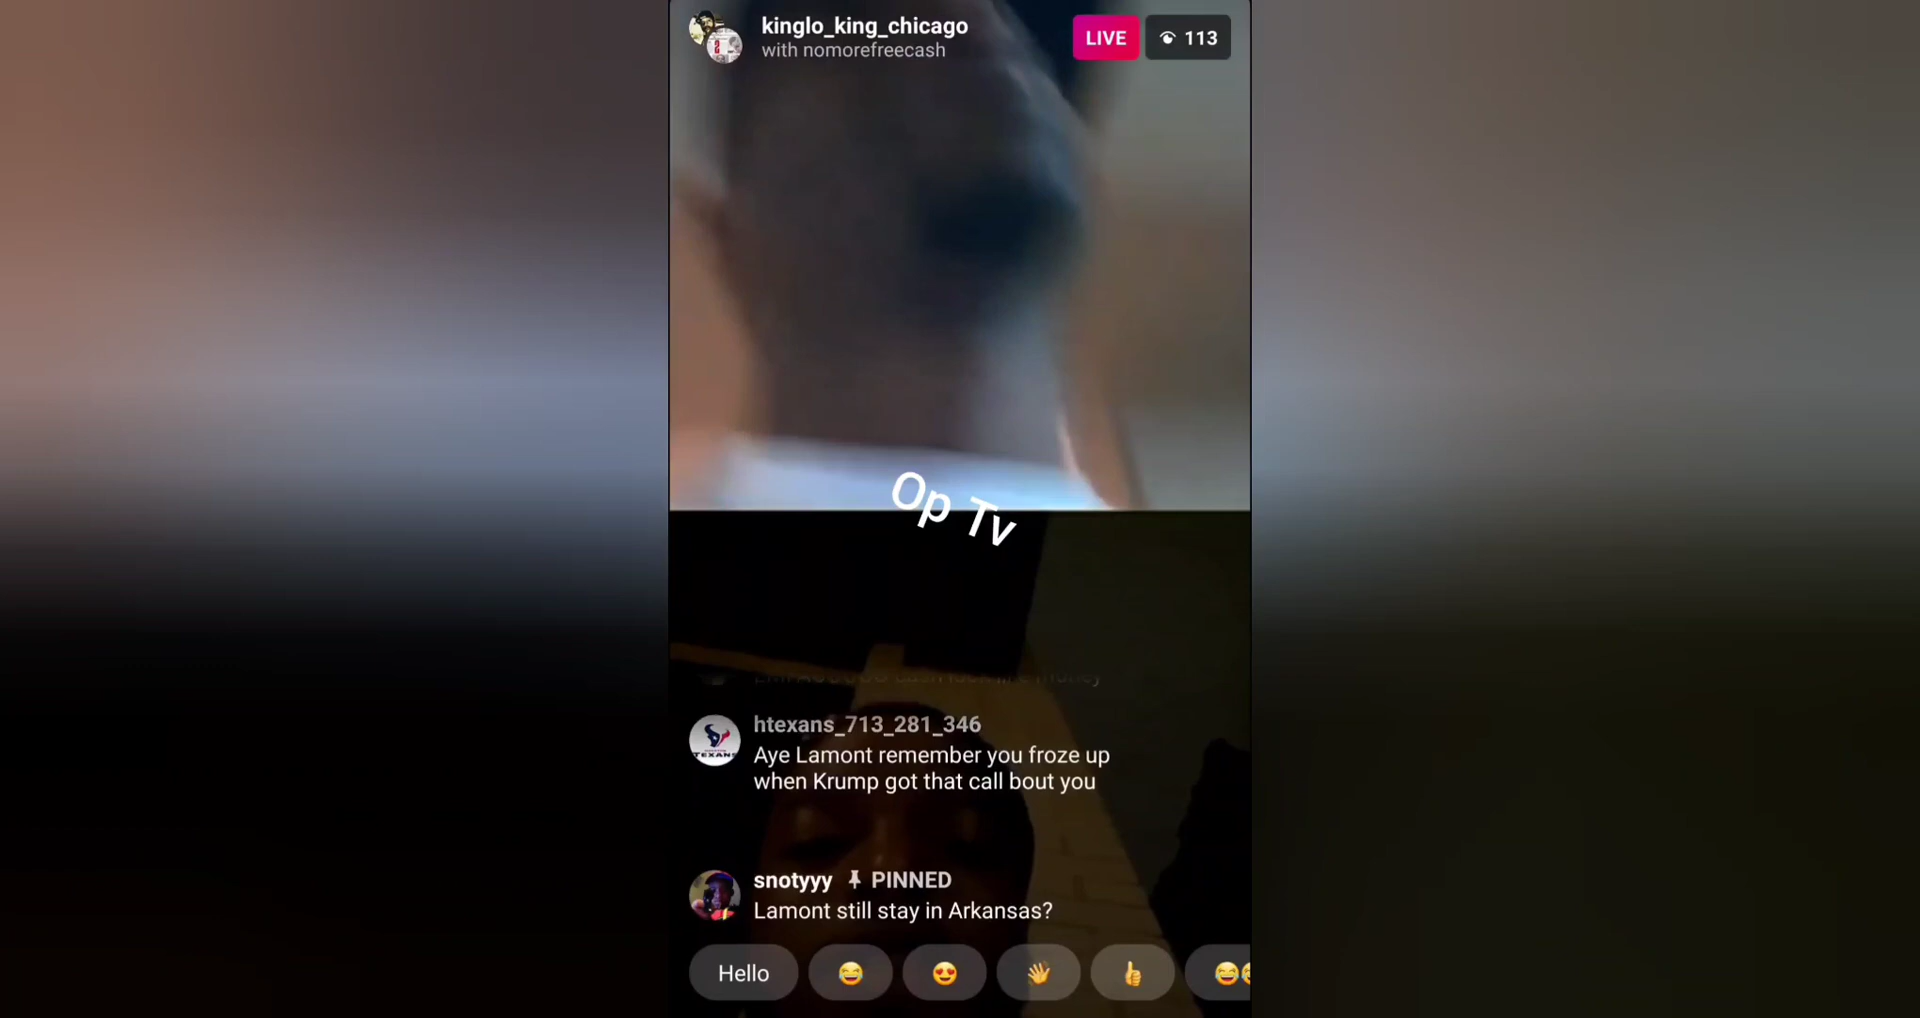 kinglo_king_chicago
with nomorefreecash
LIVE
113
Op Tv
htexans_713_281_346
TEXANS
Aye Lamont remember you froze up
when Krump got that call bout you
snotyyy PINNED
Lamont still stay in Arkansas?
Hello